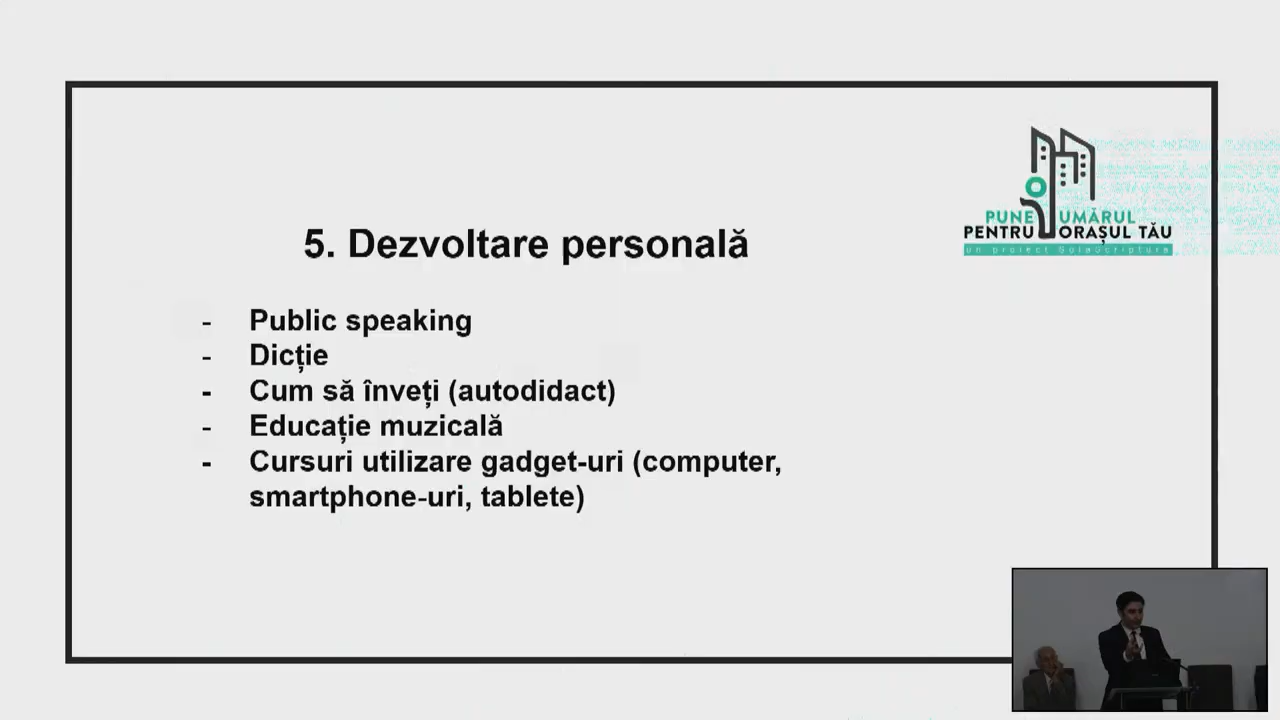 PUNE UMĂRUL
PENTRU ORAȘUL TĂU
un proiect SolaScriptura
5. Dezvoltare personală
- Public speaking
- Dicție
- Cum să înveți (autodidact)
- Educație muzicală
- Cursuri utilizare gadget-uri (computer,
smartphone-uri, tablete)